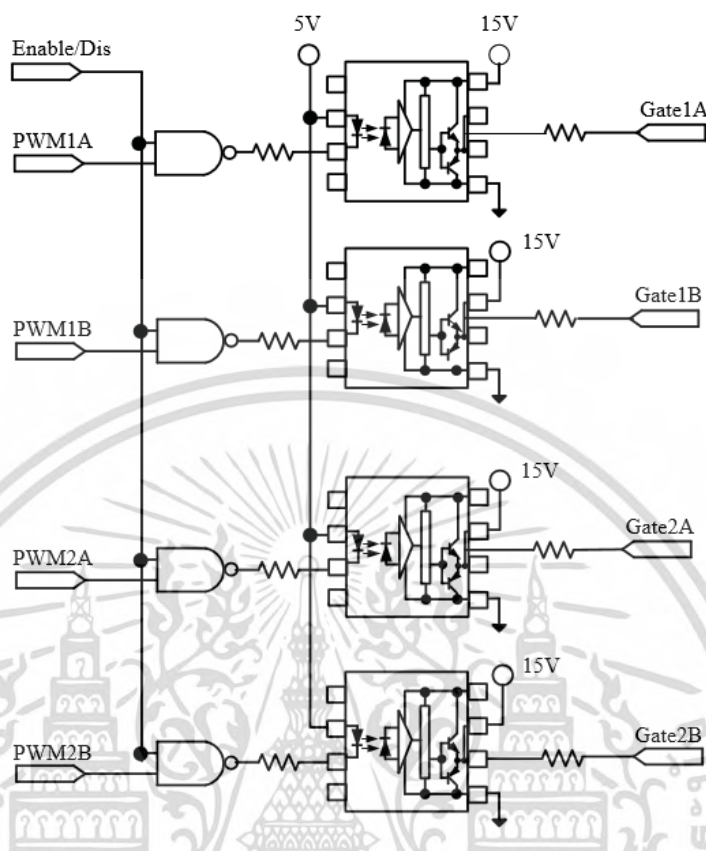 5V
15V
Enable/Dis
PWM1A
Gate1A
15V
PWM1B
Gate1B
15V
PWM2A
Gate2A
15V
PWM2B
Gate2B